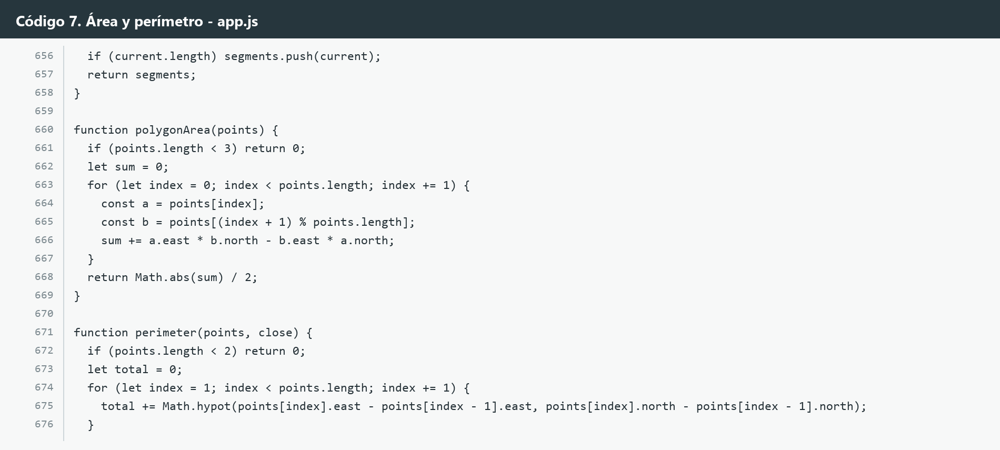 Código 7. Área y perímetro - app.js
656   if (current.length) segments.push(current);
657   return segments;
658 }
659
660 function polygonArea(points) {
661   if (points.length < 3) return 0;
662   let sum = 0;
663   for (let index = 0; index < points.length; index += 1) {
664     const a = points[index];
665     const b = points[(index + 1) % points.length];
666     sum += a.east * b.north - b.east * a.north;
667   }
668   return Math.abs(sum) / 2;
669 }
670
671 function perimeter(points, close) {
672   if (points.length < 2) return 0;
673   let total = 0;
674   for (let index = 1; index < points.length; index += 1) {
675     total += Math.hypot(points[index].east - points[index - 1].east, points[index].north - points[index - 1].north);
676   }